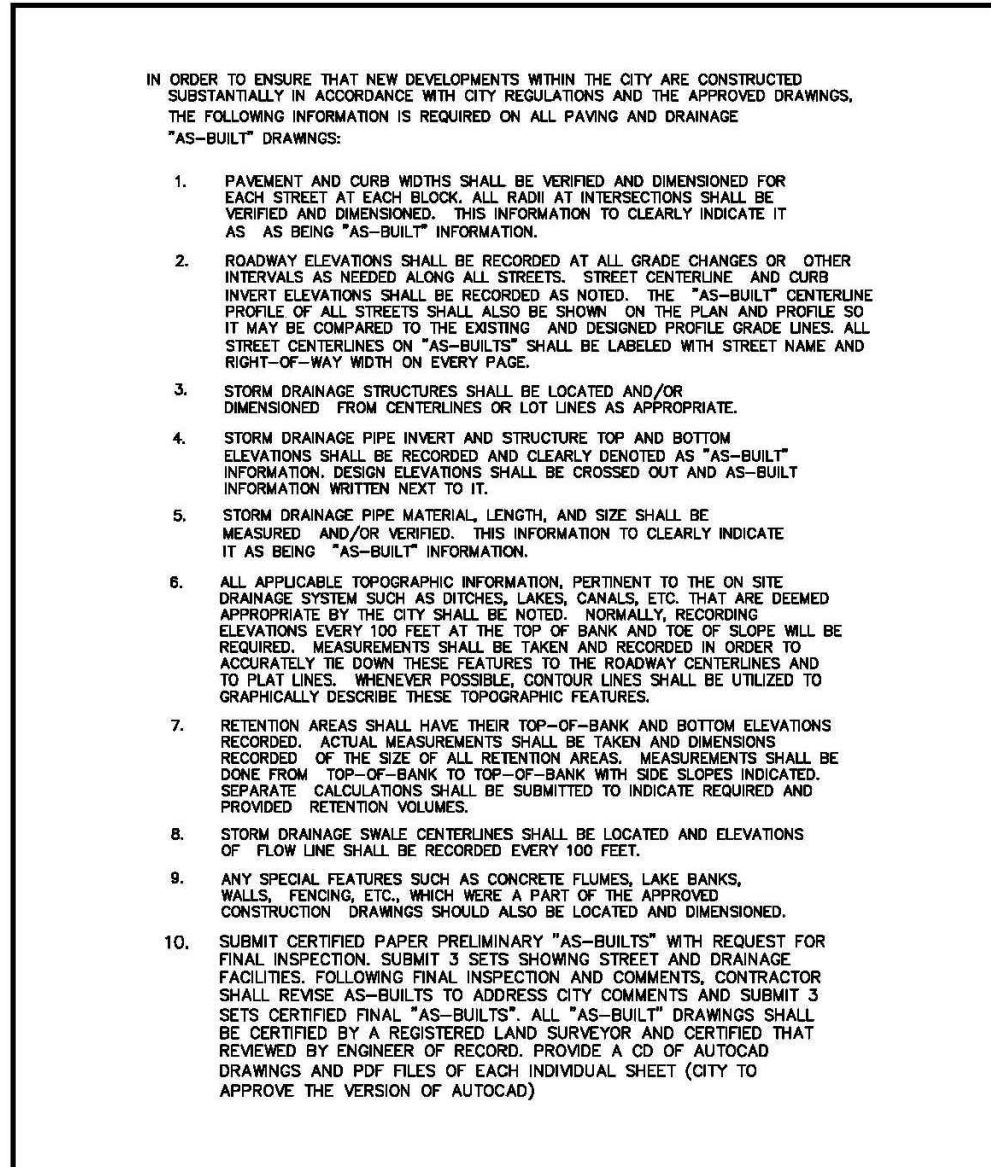 IN ORDER TO ENSURE THAT NEW DEVELOPMENTS WITHIN THE CITY ARE CONSTRUCTED
SUBSTANTIALLY IN ACCORDANCE WITH CITY REGULATIONS AND THE APPROVED DRAWINGS,
THE FOLLOWING INFORMATION IS REQUIRED ON ALL PAVING AND DRAINAGE
"AS-BUILT" DRAWINGS:
1. PAVEMENT AND CURB WIDTHS SHALL BE VERIFIED AND DIMENSIONED FOR
EACH STREET AT EACH BLOCK. ALL RADII AT INTERSECTIONS SHALL BE
VERIFIED AND DIMENSIONED. THIS INFORMATION TO CLEARLY INDICATE IT
AS AS BEING "AS-BUILT" INFORMATION.
2. ROADWAY ELEVATIONS SHALL BE RECORDED AT ALL GRADE CHANGES OR OTHER
INTERVALS AS NEEDED ALONG ALL STREETS. STREET CENTERLINE AND CURB
INVERT ELEVATIONS SHALL BE RECORDED AS NOTED. THE "AS-BUILT" CENTERLINE
PROFILE OF ALL STREETS SHALL ALSO BE SHOWN ON THE PLAN AND PROFILE SO
IT MAY BE COMPARED TO THE EXISTING AND DESIGNED PROFILE GRADE LINES. ALL
STREET CENTERLINES ON "AS-BUILTS" SHALL BE LABELED WITH STREET NAME AND
RIGHT-OF-WAY WIDTH ON EVERY PAGE.
3. STORM DRAINAGE STRUCTURES SHALL BE LOCATED AND/OR
DIMENSIONED FROM CENTERLINES OR LOT LINES AS APPROPRIATE.
4. STORM DRAINAGE PIPE INVERT AND STRUCTURE TOP AND BOTTOM
ELEVATIONS SHALL BE RECORDED AND CLEARLY DENOTED AS "AS-BUILT"
INFORMATION. DESIGN ELEVATIONS SHALL BE CROSSED OUT AND AS-BUILT
INFORMATION WRITTEN NEXT TO IT.
5. STORM DRAINAGE PIPE MATERIAL, LENGTH, AND SIZE SHALL BE
MEASURED AND/OR VERIFIED. THIS INFORMATION TO CLEARLY INDICATE
IT AS BEING "AS-BUILT" INFORMATION.
6. ALL APPLICABLE TOPOGRAPHIC INFORMATION, PERTINENT TO THE ON SITE
DRAINAGE SYSTEM SUCH AS DITCHES, LAKES, CANALS, ETC. THAT ARE DEEMED
APPROPRIATE BY THE CITY SHALL BE NOTED. NORMALLY, RECORDING
ELEVATIONS EVERY 100 FEET AT THE TOP OF BANK AND TOE OF SLOPE WILL BE
REQUIRED. MEASUREMENTS SHALL BE TAKEN AND RECORDED IN ORDER TO
ACCURATELY TIE DOWN THESE FEATURES TO THE ROADWAY CENTERLINES AND
TO PLAT LINES. WHENEVER POSSIBLE, CONTOUR LINES SHALL BE UTILIZED TO
GRAPHICALLY DESCRIBE THESE TOPOGRAPHIC FEATURES.
7. RETENTION AREAS SHALL HAVE THEIR TOP-OF-BANK AND BOTTOM ELEVATIONS
RECORDED. ACTUAL MEASUREMENTS SHALL BE TAKEN AND DIMENSIONS
RECORDED OF THE SIZE OF ALL RETENTION AREAS. MEASUREMENTS SHALL BE
DONE FROM TOP-OF-BANK TO TOP-OF-BANK WITH SIDE SLOPES INDICATED.
SEPARATE CALCULATIONS SHALL BE SUBMITTED TO INDICATE REQUIRED AND
PROVIDED RETENTION VOLUMES.
8. STORM DRAINAGE SWALE CENTERLINES SHALL BE LOCATED AND ELEVATIONS
OF FLOW LINE SHALL BE RECORDED EVERY 100 FEET.
9. ANY SPECIAL FEATURES SUCH AS CONCRETE FLUMES, LAKE BANKS,
WALLS, FENCING, ETC., WHICH WERE A PART OF THE APPROVED
CONSTRUCTION DRAWINGS SHOULD ALSO BE LOCATED AND DIMENSIONED.
10. SUBMIT CERTIFIED PAPER PRELIMINARY "AS-BUILTS" WITH REQUEST FOR
FINAL INSPECTION. SUBMIT 3 SETS SHOWING STREET AND DRAINAGE
FACILITIES. FOLLOWING FINAL INSPECTION AND COMMENTS, CONTRACTOR
SHALL REVISE AS-BUILTS TO ADDRESS CITY COMMENTS AND SUBMIT 3
SETS CERTIFIED FINAL "AS-BUILTS". ALL "AS-BUILT" DRAWINGS SHALL
BE CERTIFIED BY A REGISTERED LAND SURVEYOR AND CERTIFIED THAT
REVIEWED BY ENGINEER OF RECORD. PROVIDE A CD OF AUTOCAD
DRAWINGS AND PDF FILES OF EACH INDIVIDUAL SHEET (CITY TO
APPROVE THE VERSION OF AUTOCAD)